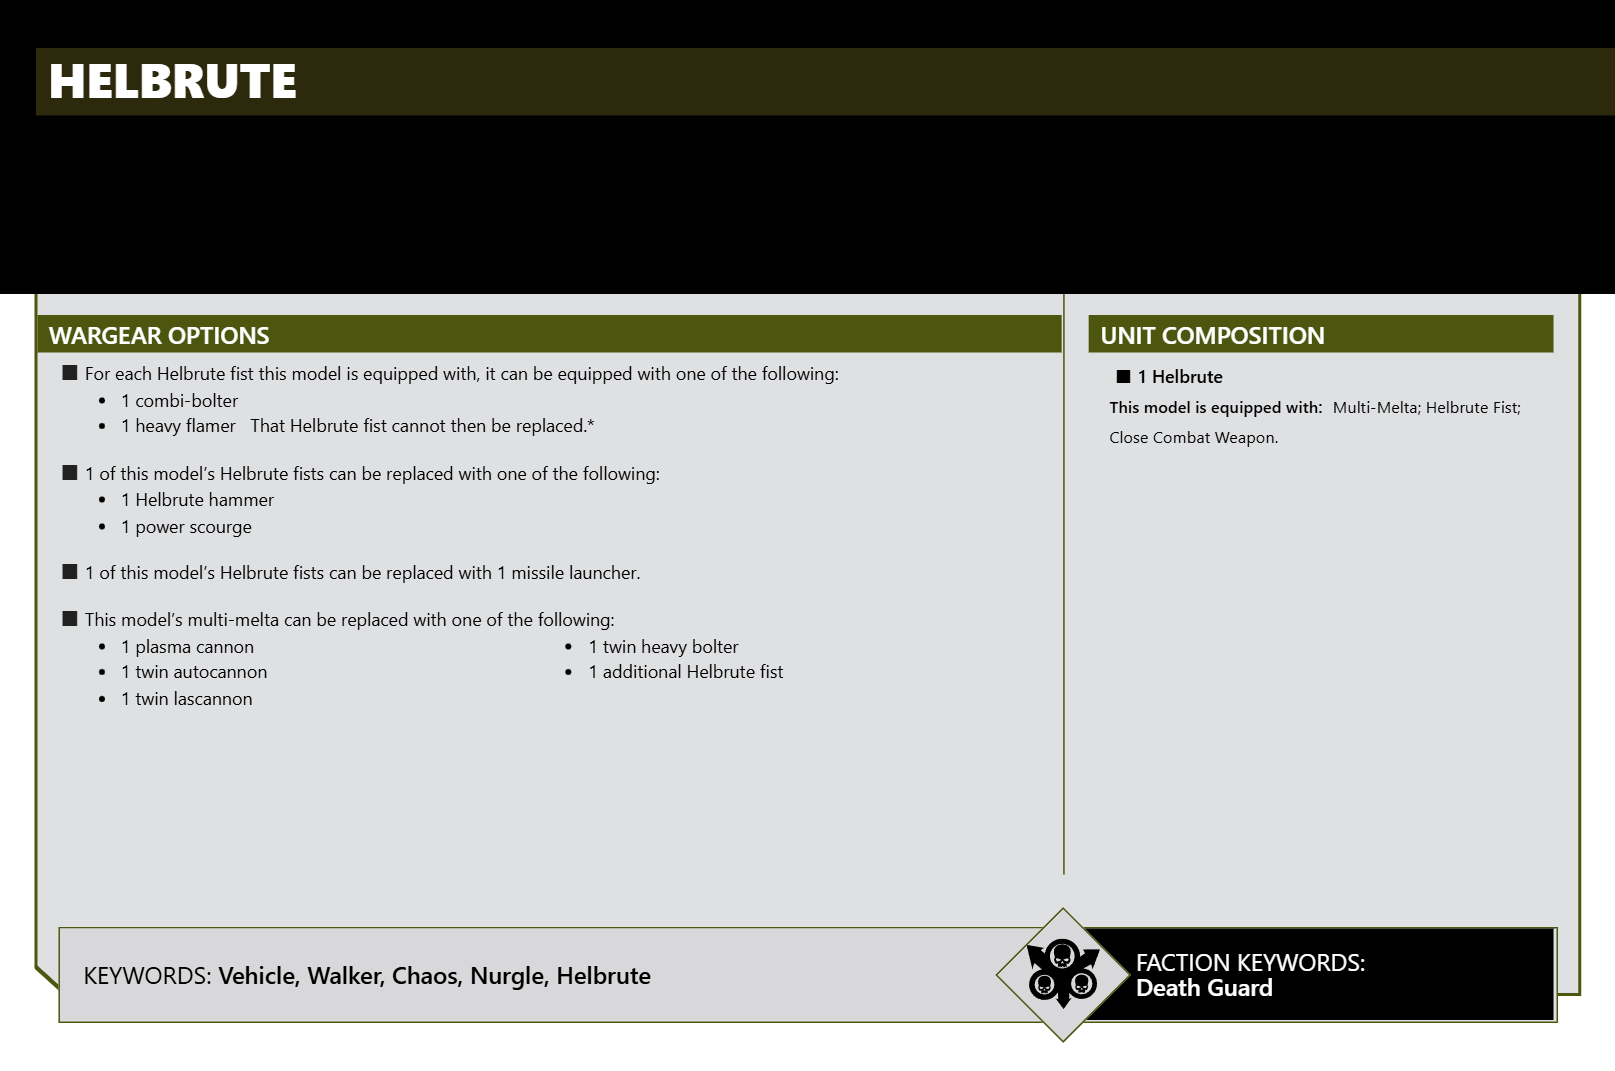 HELBRUTE
WARGEAR OPTIONS
■ For each Helbrute fist this model is equipped with, it can be equipped with one of the following:
• 1 combi-bolter
• 1 heavy flamer   That Helbrute fist cannot then be replaced.*
■ 1 of this model’s Helbrute fists can be replaced with one of the following:
• 1 Helbrute hammer
• 1 power scourge
■ 1 of this model’s Helbrute fists can be replaced with 1 missile launcher.
■ This model’s multi-melta can be replaced with one of the following:
• 1 plasma cannon
• 1 twin autocannon
• 1 twin lascannon
• 1 twin heavy bolter
• 1 additional Helbrute fist
UNIT COMPOSITION
■ 1 Helbrute
This model is equipped with: Multi-Melta; Helbrute Fist;
Close Combat Weapon.
KEYWORDS: Vehicle, Walker, Chaos, Nurgle, Helbrute
FACTION KEYWORDS:
Death Guard